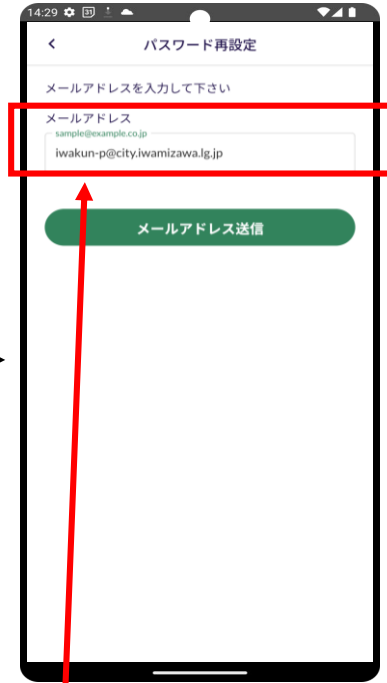 14:29 31
パスワード再設定
メールアドレスを入力して下さい
メールアドレス
sample@example.co.jp
iwakun-p@city.iwamizawa.lg.jp
メールアドレス送信